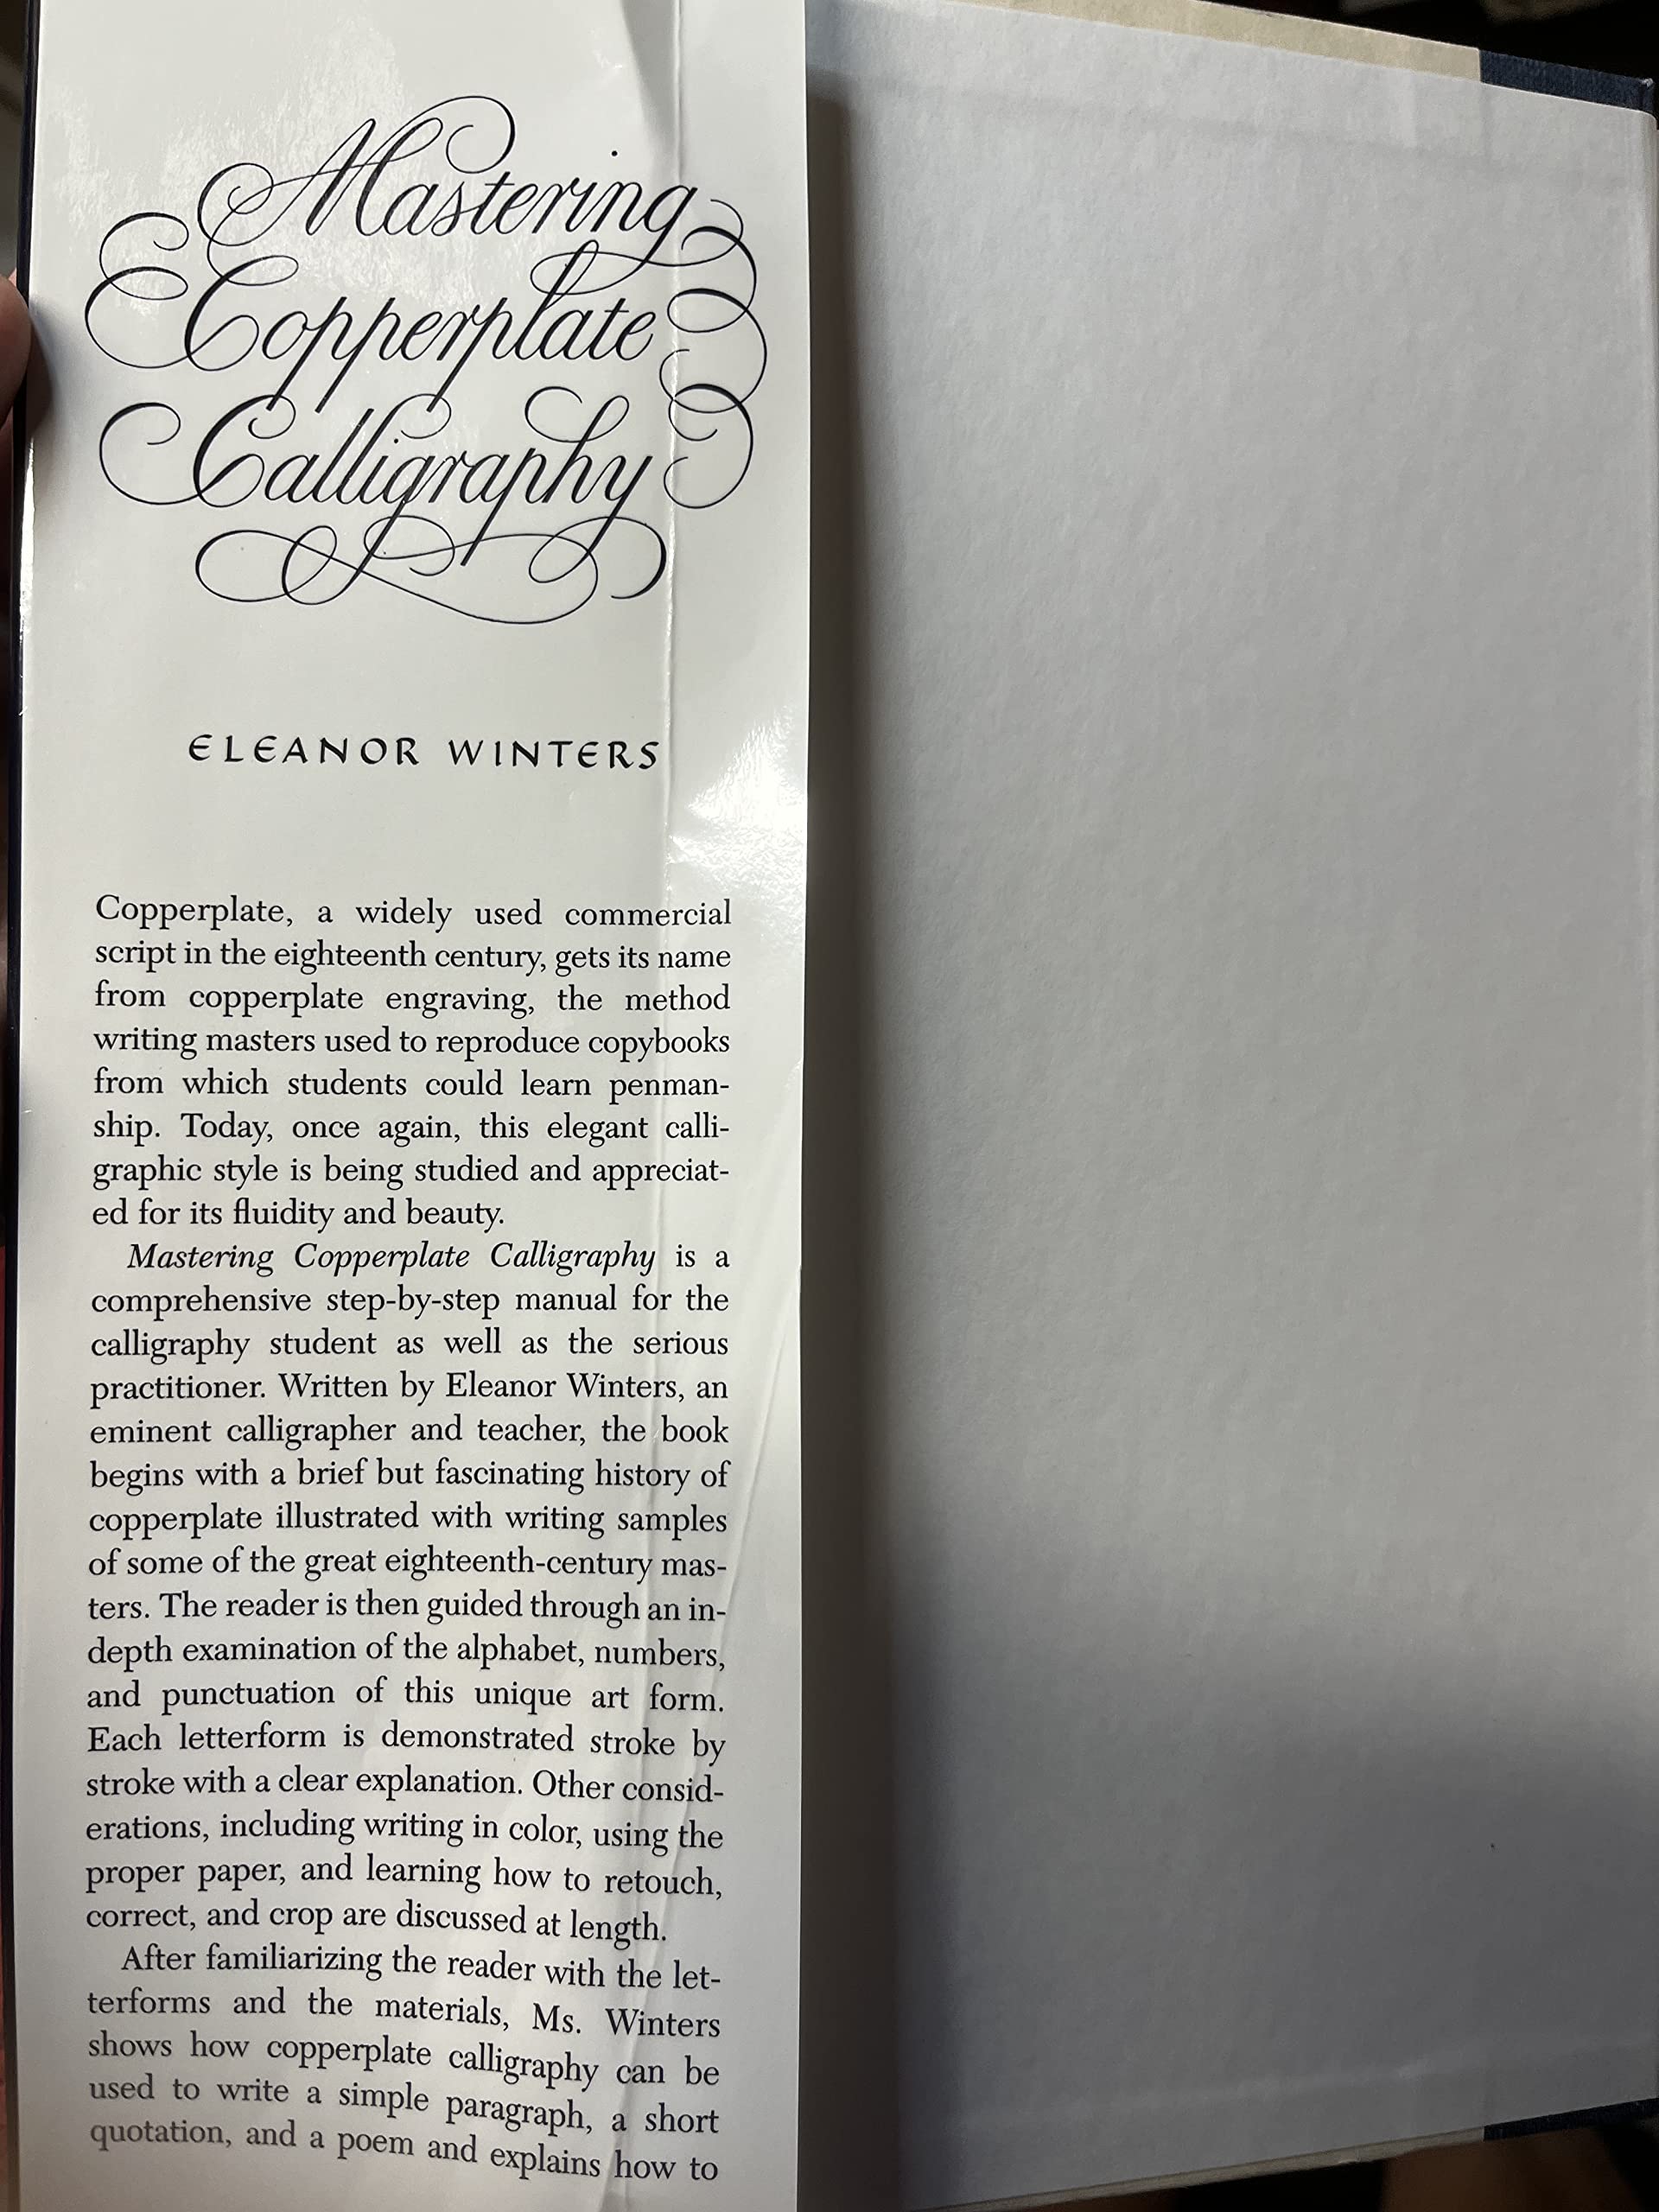 Mastering
Copperplate
Calligraphy
ELEANOR WINTERS
Copperplate, a widely used commercial
script in the eighteenth century, gets its name
from copperplate engraving, the method
writing masters used to reproduce copybooks
from which students could learn penman-
ship. Today, once again, this elegant calli-
graphic style is being studied and appreciat-
ed for its fluidity and beauty.
Mastering Copperplate Calligraphy is a
comprehensive step-by-step manual for the
calligraphy student as well as the serious
practitioner. Written by Eleanor Winters, an
eminent calligrapher and teacher, the book
begins with a brief but fascinating history of
copperplate illustrated with writing samples
of some of the great eighteenth-century mas-
ters. The reader is then guided through an in-
depth examination of the alphabet, numbers,
and punctuation of this unique art form.
Each letterform is demonstrated stroke by
stroke with a clear explanation. Other consid-
erations, including writing in color, using the
proper paper, and learning how to retouch,
correct, and crop are discussed at length.
After familiarizing the reader with the let-
terforms and the materials, Ms. Winters
shows how copperplate calligraphy can be
used to write a simple paragraph, a short
quotation, and a poem and explains how to